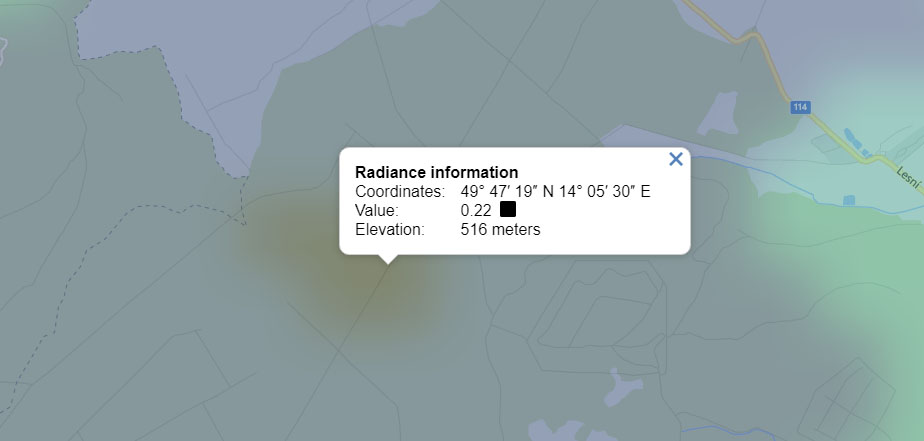 114
Radiance information
Coordinates: 49° 47′ 19″ N 14° 05′ 30″ E
Value: 0.22
Elevation: 516 meters
Lesní